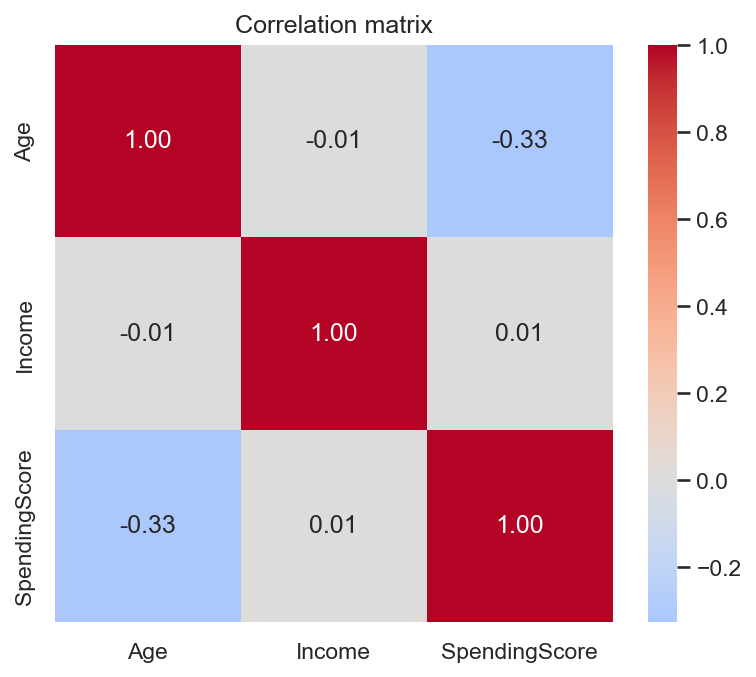 Correlation matrix
Age
1.00
-0.01
-0.33
Income
-0.01
1.00
0.01
SpendingScore
-0.33
0.01
1.00
Age
Income
SpendingScore
1.0
0.8
0.6
0.4
0.2
0.0
−0.2